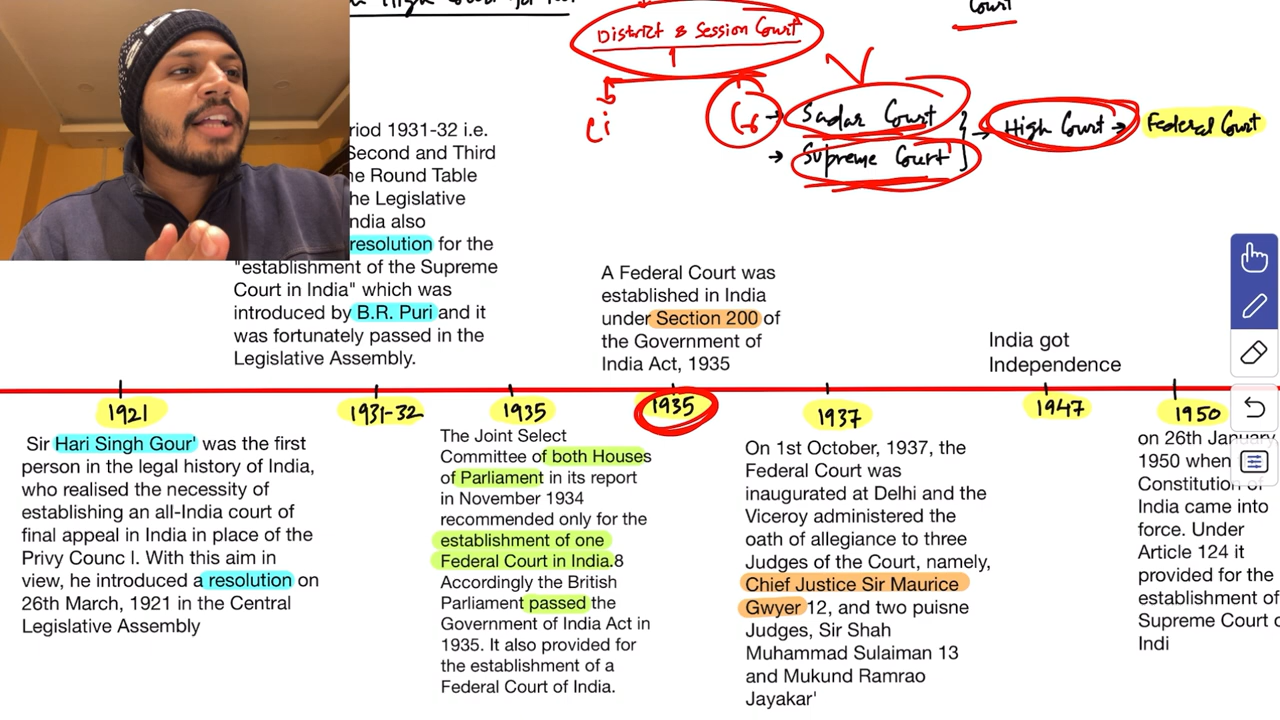 Court
District & Session Court
Sadar Court
Supreme Court
High Court
Federal Court
riod 1931-32 i.e.
Second and Third
ne Round Table
he Legislative
ndia also
resolution for the
"establishment of the Supreme
Court in India" which was
introduced by B.R. Puri and it
was fortunately passed in the
Legislative Assembly.
A Federal Court was
established in India
under Section 200 of
the Government of
India Act, 1935
India got
Independence
1921
1931-32
1935
1935
1937
1947
1950
Sir Hari Singh Gour' was the first
person in the legal history of India,
who realised the necessity of
establishing an all-India court of
final appeal in India in place of the
Privy Counc l. With this aim in
view, he introduced a resolution on
26th March, 1921 in the Central
Legislative Assembly
The Joint Select
Committee of both Houses
of Parliament in its report
in November 1934
recommended only for the
establishment of one
Federal Court in India.8
Accordingly the British
Parliament passed the
Government of India Act in
1935. It also provided for
the establishment of a
Federal Court of India.
On 1st October, 1937, the
Federal Court was
inaugurated at Delhi and the
Viceroy administered the
oath of allegiance to three
Judges of the Court, namely,
Chief Justice Sir Maurice
Gwyer 12, and two puisne
Judges, Sir Shah
Muhammad Sulaiman 13
and Mukund Ramrao
Jayakar'
on 26th January
1950 when
Constitution of
India came into
force. Under
Article 124 it
provided for the
establishment of
Supreme Court o
Indi